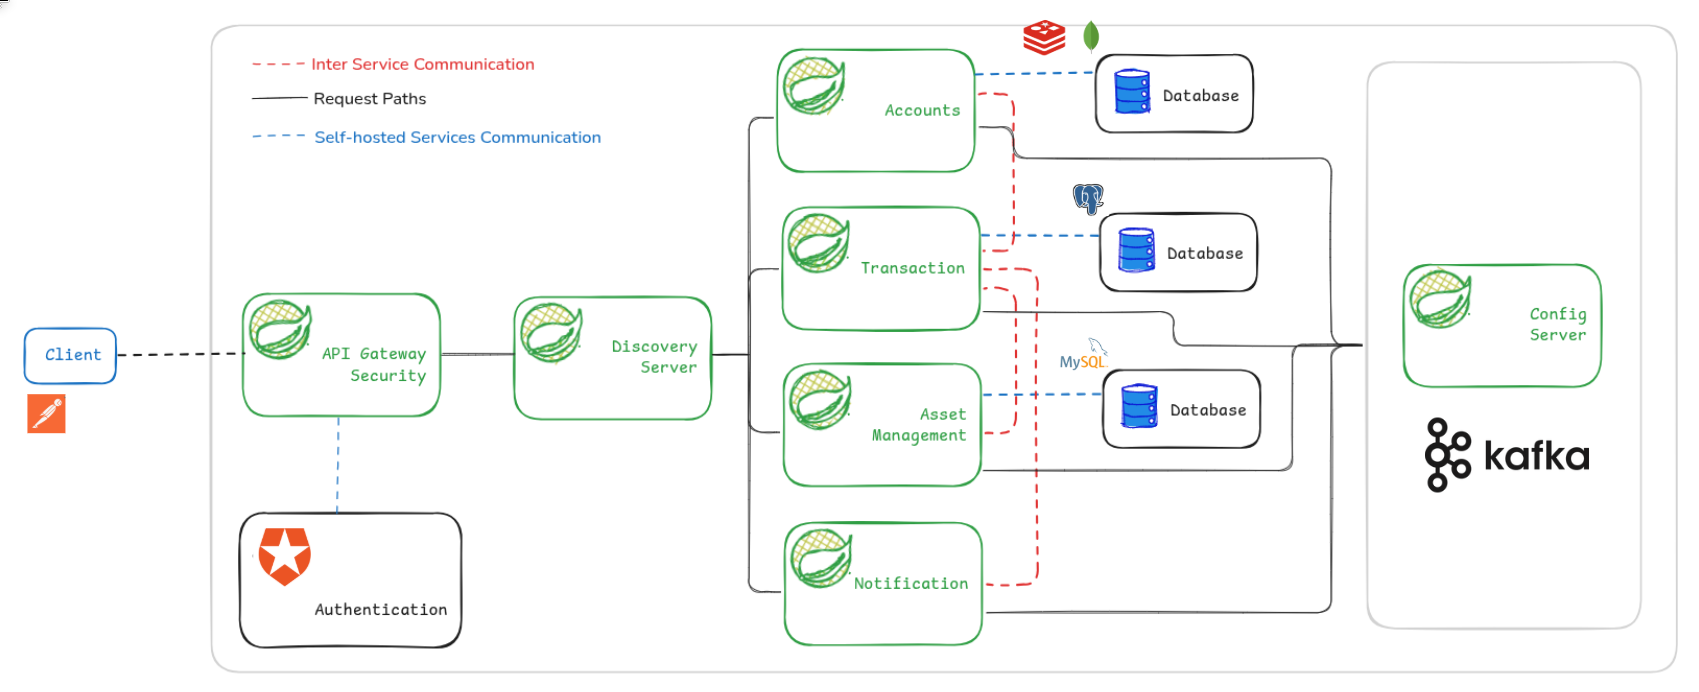 Inter Service Communication
Request Paths
Self-hosted Services Communication
Client
API Gateway
Security
Authentication
Discovery
Server
Accounts
Transaction
Asset
Management
Notification
Database
Database
MySQL
Database
Config
Server
kafka